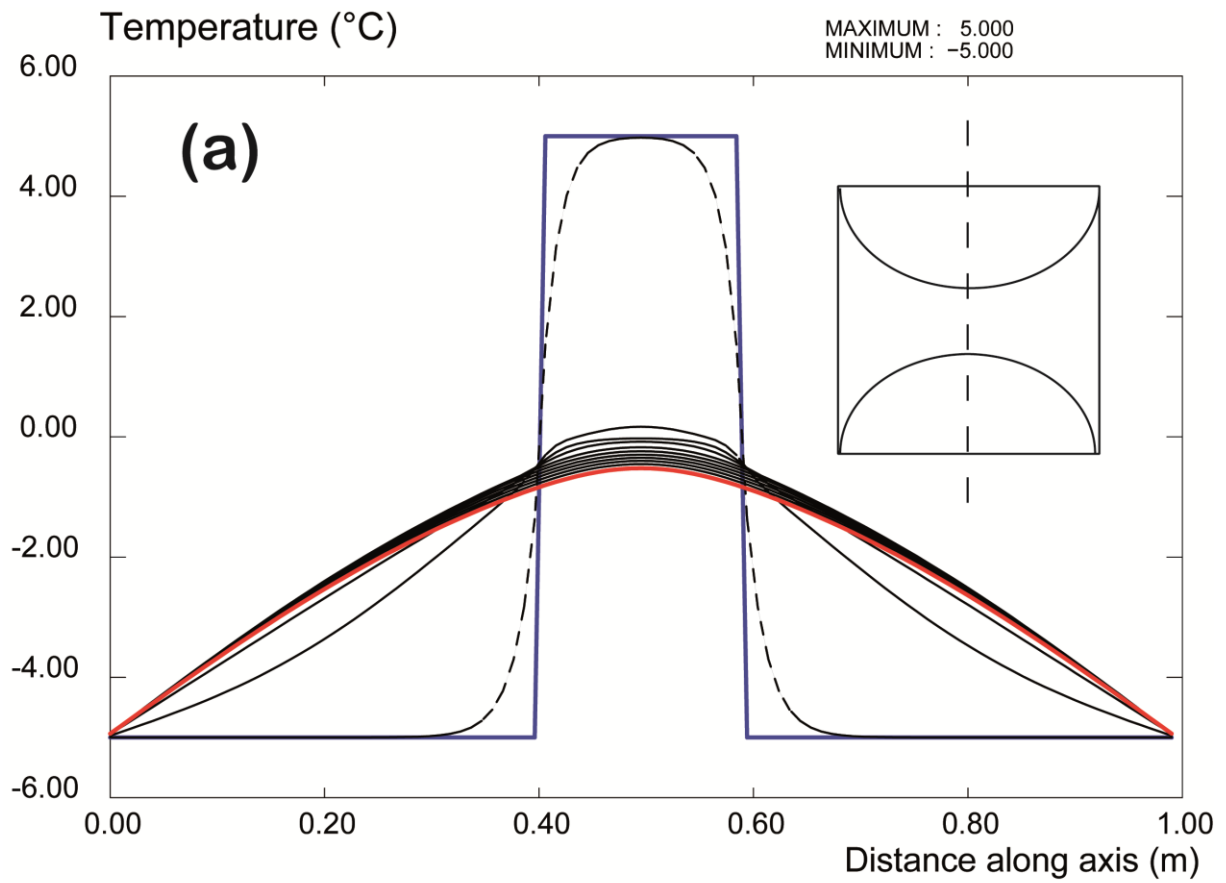 Temperature (°C)
MAXIMUM : 5.000
MINIMUM : −5.000
6.00
(a)
4.00
2.00
0.00
-2.00
-4.00
-6.00
0.00 0.20 0.40 0.60 0.80 1.00
Distance along axis (m)